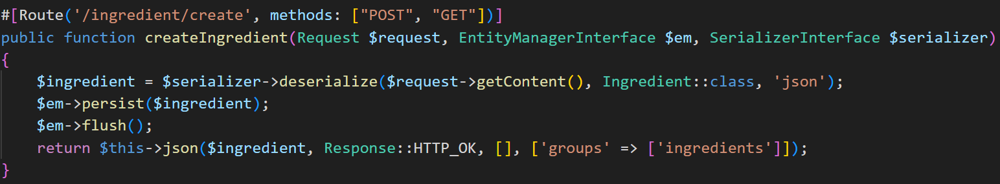 #[Route('/ingredient/create', methods: ["POST", "GET"])]
public function createIngredient(Request $request, EntityManagerInterface $em, SerializerInterface $serializer)
{
    $ingredient = $serializer->deserialize($request->getContent(), Ingredient::class, 'json');
    $em->persist($ingredient);
    $em->flush();
    return $this->json($ingredient, Response::HTTP_OK, [], ['groups' => ['ingredients']]);
}